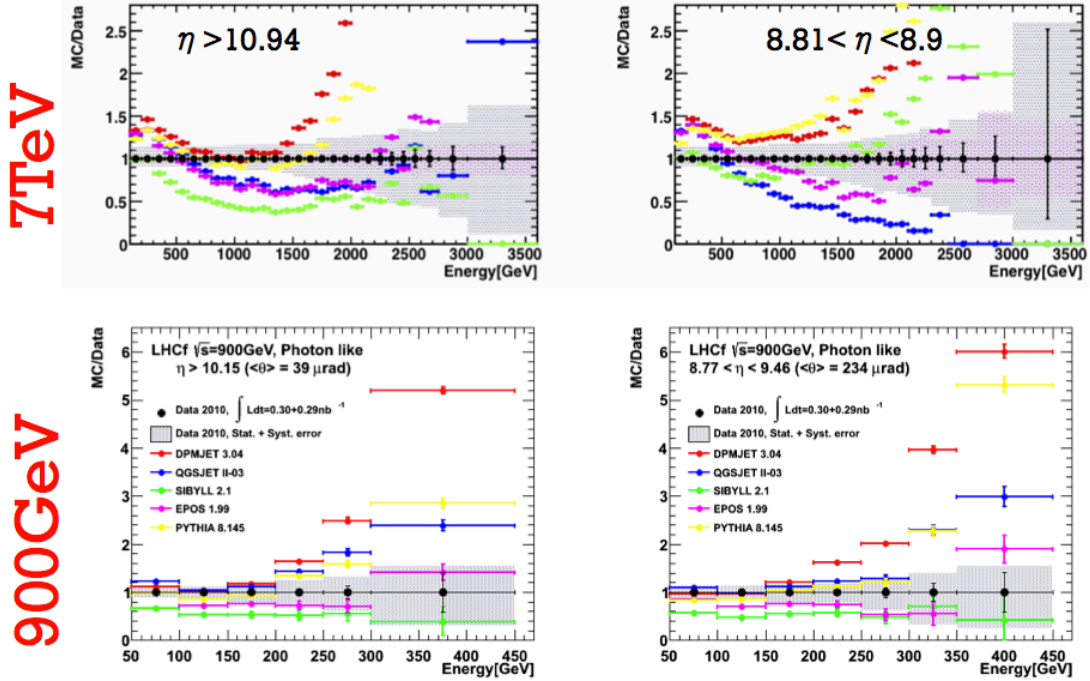 7TeV
MC/Data
2.5
2
1.5
1
0.5
0
η >10.94
500 1000 1500 2000 2500 3000 3500
Energy[GeV]
MC/Data
2.5
2
1.5
1
0.5
0
8.81< η <8.9
500 1000 1500 2000 2500 3000 3500
Energy[GeV]
900GeV
MC/Data
6
5
4
3
2
1
0
LHCf √s=900GeV, Photon like
η > 10.15 (<θ> = 39 μrad)
Data 2010, ∫ Ldt=0.30+0.29nb⁻¹
Data 2010, Stat. + Syst. error
DPMJET 3.04
QGSJET II-03
SIBYLL 2.1
EPOS 1.99
PYTHIA 8.145
50 100 150 200 250 300 350 400 450
Energy[GeV]
MC/Data
6
5
4
3
2
1
0
LHCf √s=900GeV, Photon like
8.77 < η < 9.46 (<θ> = 234 μrad)
Data 2010, ∫ Ldt=0.30+0.29nb⁻¹
Data 2010, Stat. + Syst. error
DPMJET 3.04
QGSJET II-03
SIBYLL 2.1
EPOS 1.99
PYTHIA 8.145
50 100 150 200 250 300 350 400 450
Energy[GeV]